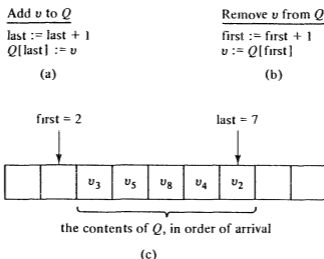 Add v to Q
last := last + 1
Q[last] := v
(a)
Remove v from Q
first := first + 1
v := Q[first]
(b)
first = 2
last = 7
v₃ v₅ v₈ v₄ v₂
the contents of Q, in order of arrival
(c)